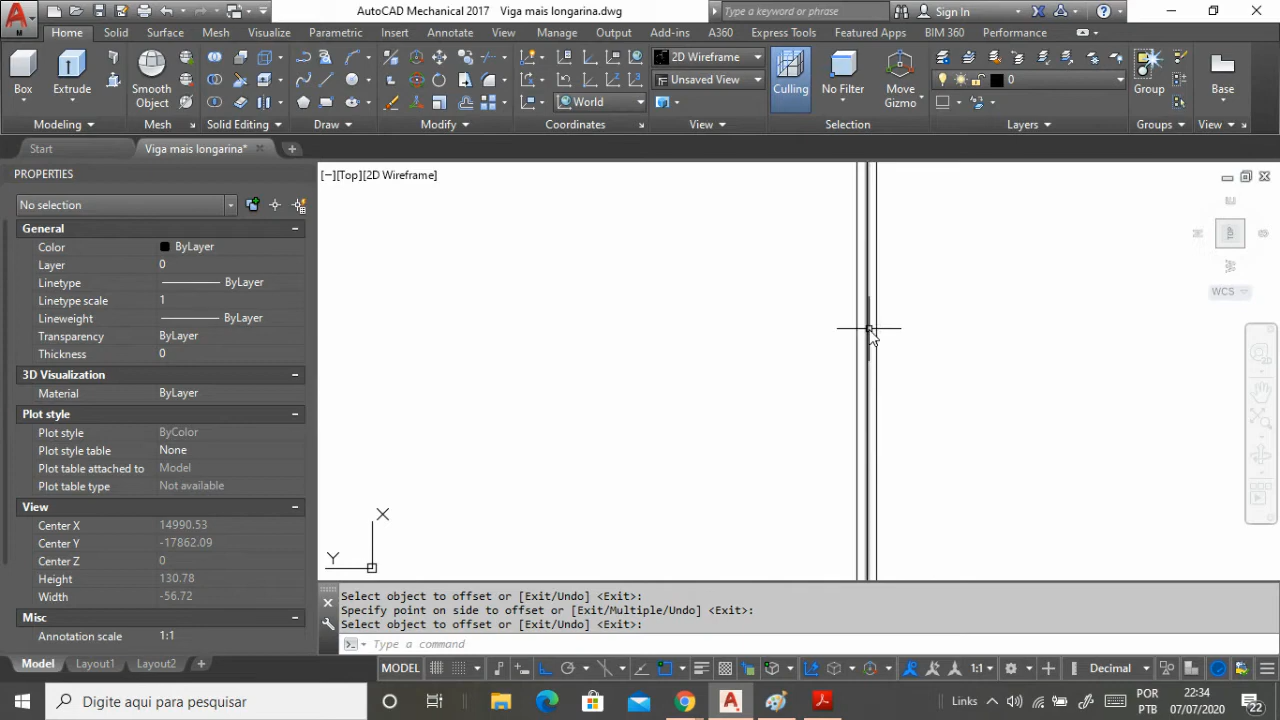 AutoCAD Mechanical 2017 Viga mais longarina.dwg
Type a keyword or phrase
Sign In
Home Solid Surface Mesh Visualize Parametric Insert Annotate View Manage Output Add-ins A360 Express Tools Featured Apps BIM 360 Performance
Box Extrude Smooth Object
2D Wireframe
Unsaved View
World
Culling No Filter Move Gizmo
0
Group Base
Modeling Mesh Solid Editing Draw Modify Coordinates View Selection Layers Groups View
Start Viga mais longarina*
PROPERTIES
No selection
General
Color ByLayer
Layer 0
Linetype ByLayer
Linetype scale 1
Lineweight ByLayer
Transparency ByLayer
Thickness 0
3D Visualization
Material ByLayer
Plot style
Plot style ByColor
Plot style table None
Plot table attached to Model
Plot table type Not available
View
Center X 14990.53
Center Y -17862.09
Center Z 0
Height 130.78
Width -56.72
Misc
Annotation scale 1:1
[−][Top][2D Wireframe]
TOP
WCS
X
Y
Select object to offset or [Exit/Undo] <Exit>:
Specify point on side to offset or [Exit/Multiple/Undo] <Exit>:
Select object to offset or [Exit/Undo] <Exit>:
Type a command
Model Layout1 Layout2
MODEL 1:1 Decimal
Digite aqui para pesquisar
Links
POR
PTB
22:34
07/07/2020
22